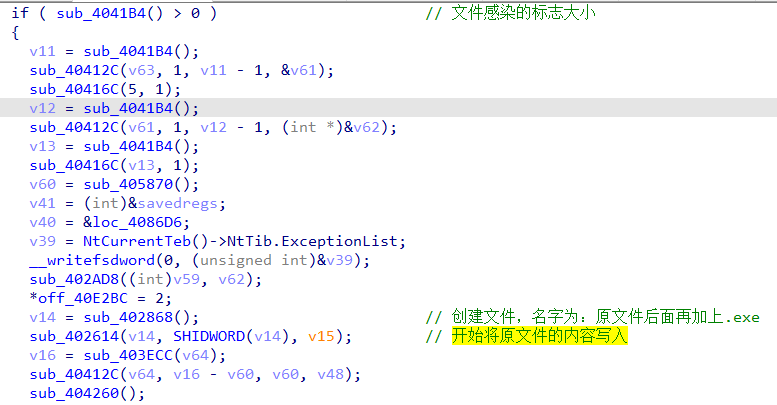 if ( sub_4041B4() > 0 ) // 文件感染的标志大小
{
v11 = sub_4041B4();
sub_40412C(v63, 1, v11 - 1, &v61);
sub_40416C(5, 1);
v12 = sub_4041B4();
sub_40412C(v61, 1, v12 - 1, (int *)&v62);
v13 = sub_4041B4();
sub_40416C(v13, 1);
v60 = sub_405870();
v41 = (int)&savedregs;
v40 = &loc_4086D6;
v39 = NtCurrentTeb()->NtTib.ExceptionList;
__writefsdword(0, (unsigned int)&v39);
sub_402AD8((int)v59, v62);
*off_40E2BC = 2;
v14 = sub_402868(); // 创建文件，名字为：原文件后面再加上.exe
sub_402614(v14, SHIDWORD(v14), v15); // 开始将原文件的内容写入
v16 = sub_403ECC(v64);
sub_40412C(v64, v16 - v60, v60, v48);
sub_404260();